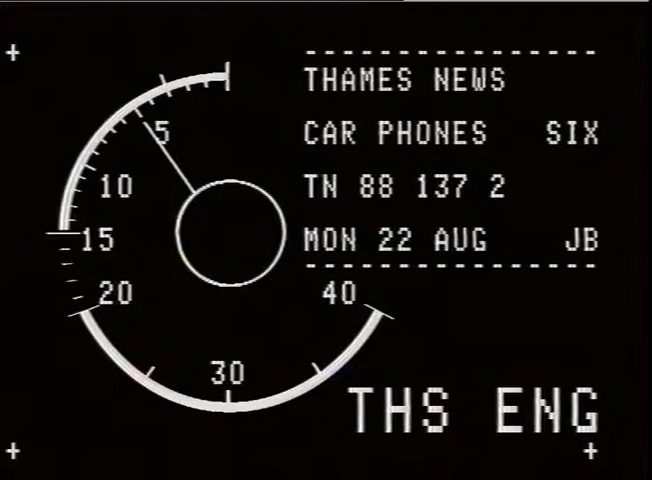 THAMES NEWS
CAR PHONES SIX
TN 88 137 2
MON 22 AUG JB
5
10
15
20
30
40
THS ENG